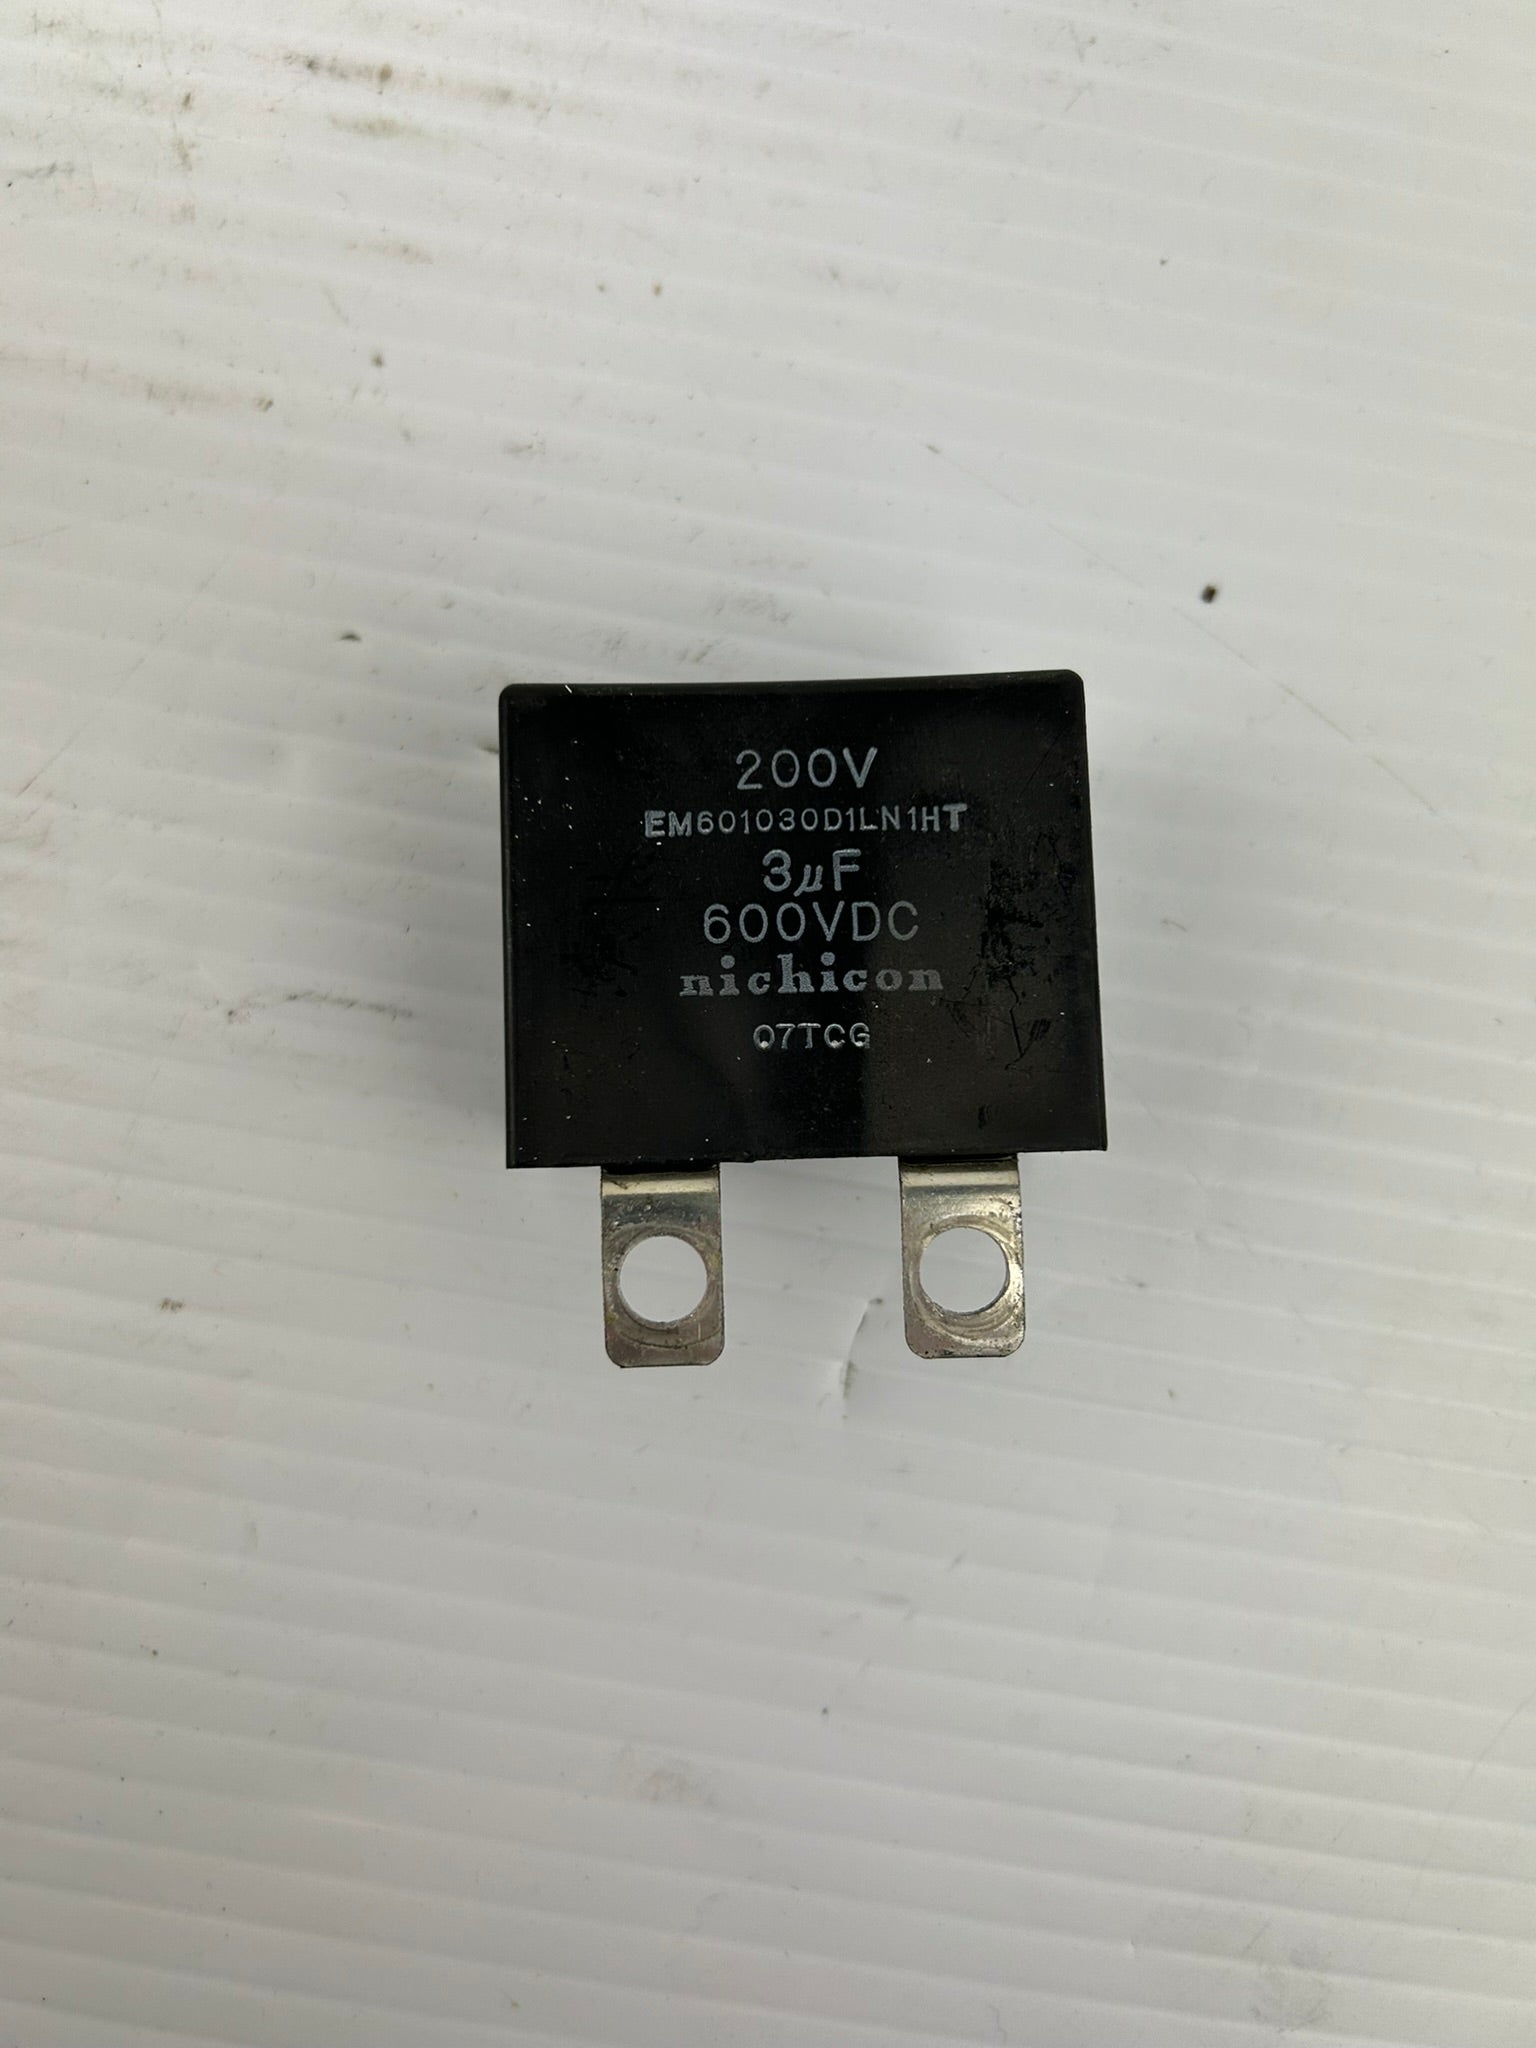 200V
EM601030D1LN1HT
3μF
600VDC
nichicon
07TCG